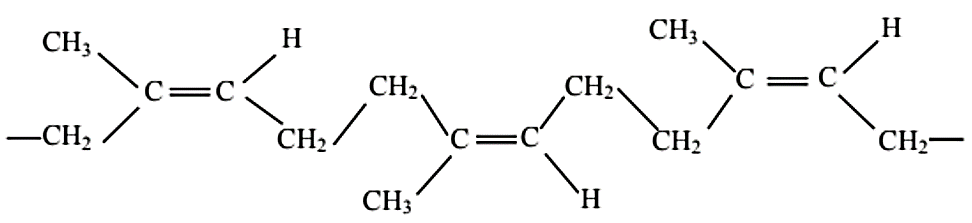 CH₃ H CH₃ H
C=C CH₂ CH₂ C=C
—CH₂ CH₂ C=C CH₂ CH₂—
CH₃ H